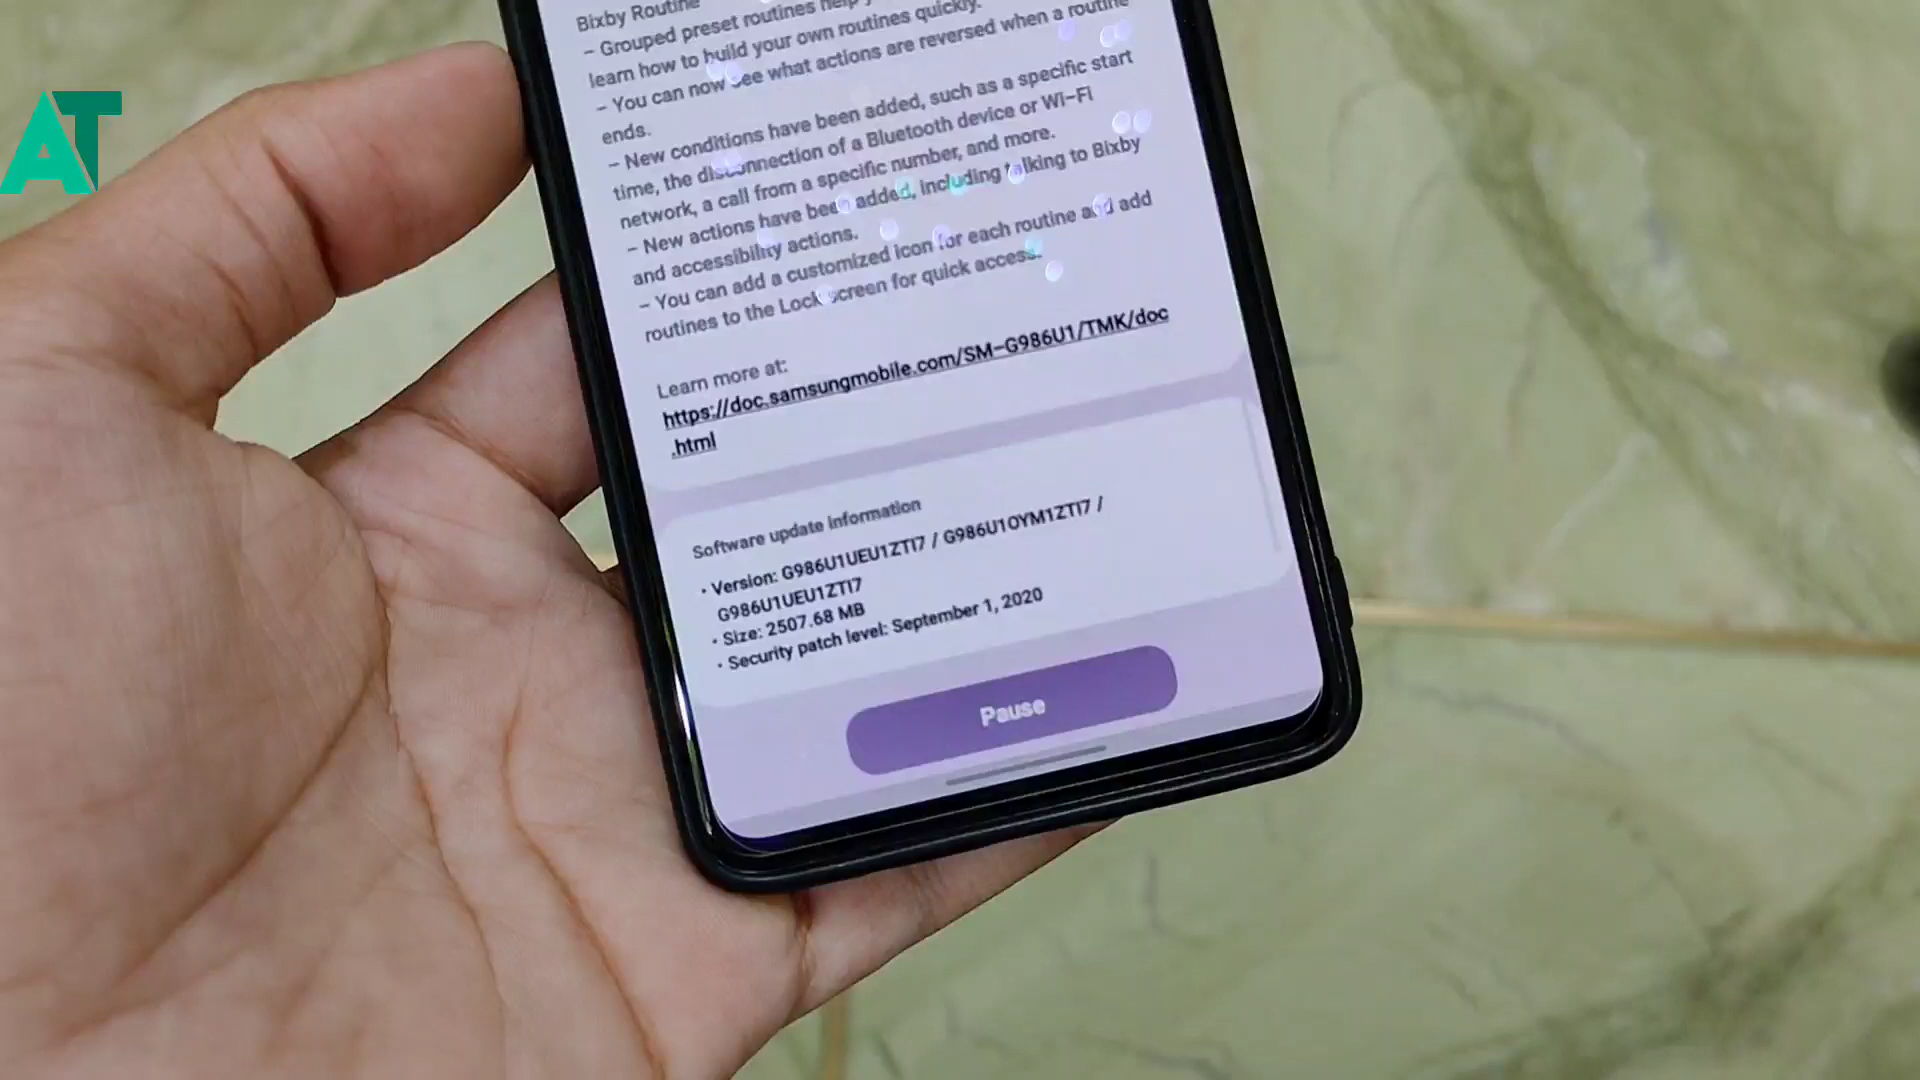 AT
Bixby Routine
– Grouped preset routines help
learn how to build your own routines quickly.
– You can now see what actions are reversed when a routine
ends.
– New conditions have been added, such as a specific start
time, the disconnection of a Bluetooth device or Wi-Fi
network, a call from a specific number, and more.
– New actions have been added, including talking to Bixby
and accessibility actions.
– You can add a customized icon for each routine and add
routines to the Lock screen for quick access.
Learn more at:
https://doc.samsungmobile.com/SM-G986U1/TMK/doc
.html
Software update information
• Version: G986U1UEU1ZTI7 / G986U1OYM1ZTI7 /
G986U1UEU1ZTI7
• Size: 2507.68 MB
• Security patch level: September 1, 2020
Pause